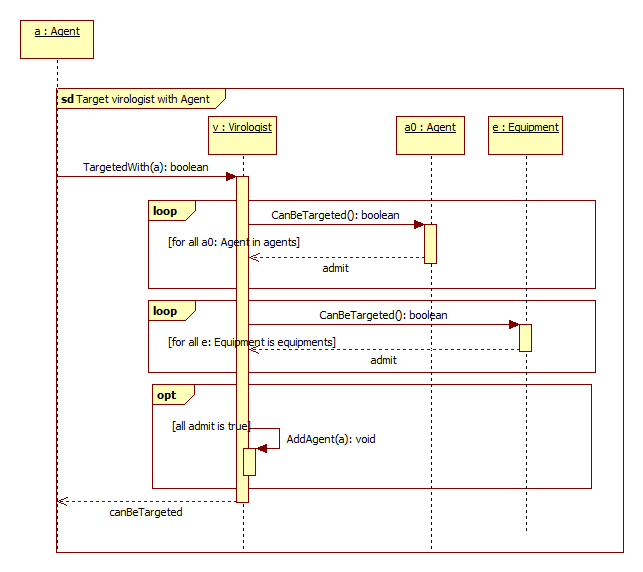 a : Agent
sd Target virologist with Agent
v : Virologist
a0 : Agent
e : Equipment
TargetedWith(a): boolean
loop
CanBeTargeted(): boolean
[for all a0: Agent in agents]
admit
loop
CanBeTargeted(): boolean
[for all e: Equipment is equipments]
admit
opt
[all admit is true]
AddAgent(a): void
canBeTargeted